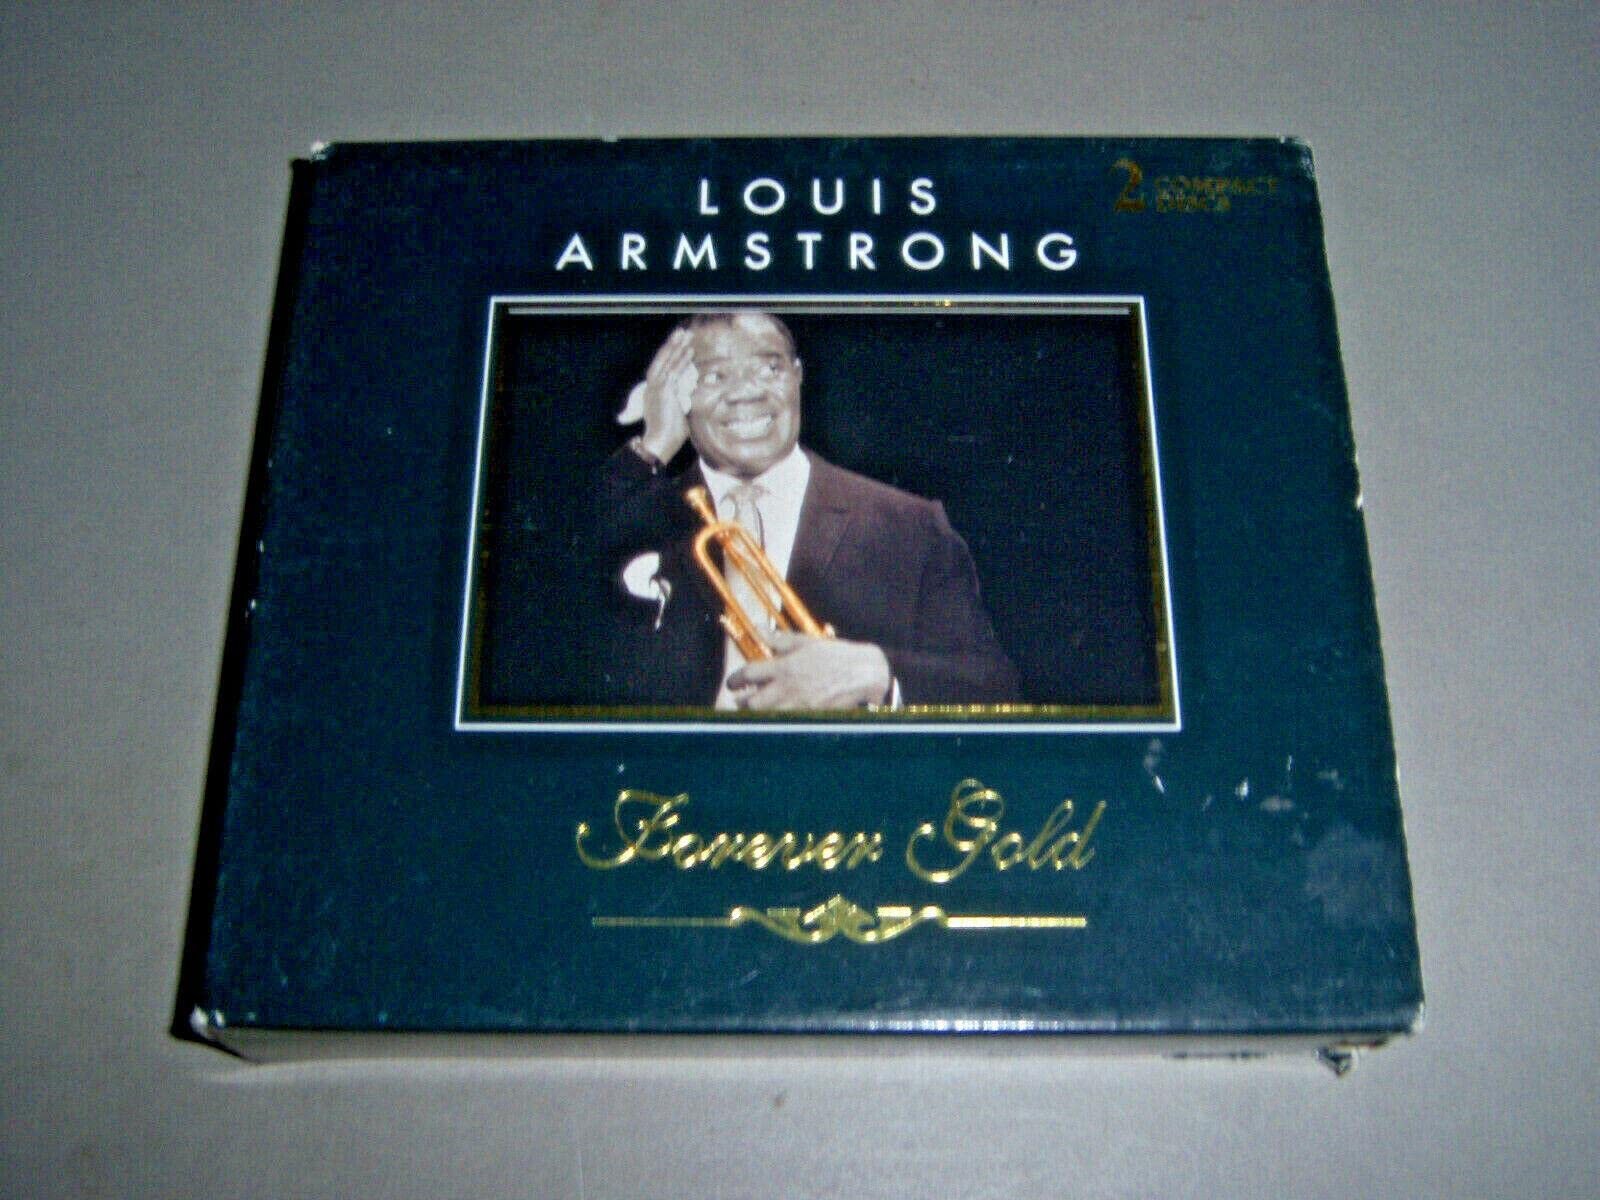 LOUIS
ARMSTRONG
2 COMPACT
DISCS
Forever Gold